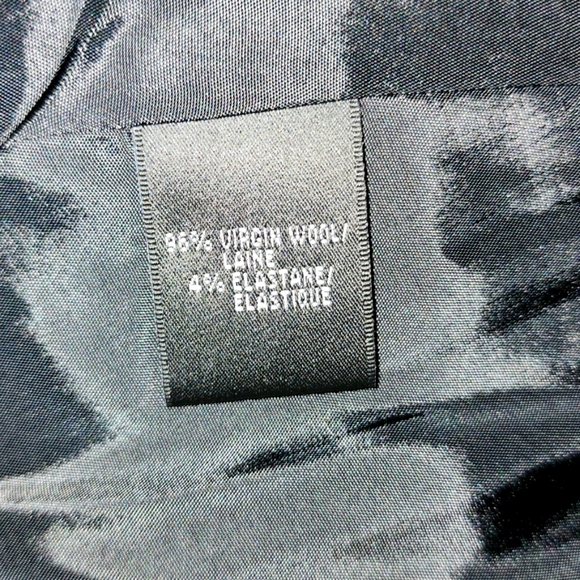 96% VIRGIN WOOL/
LAINE
4% ELASTANE/
ELASTIQUE